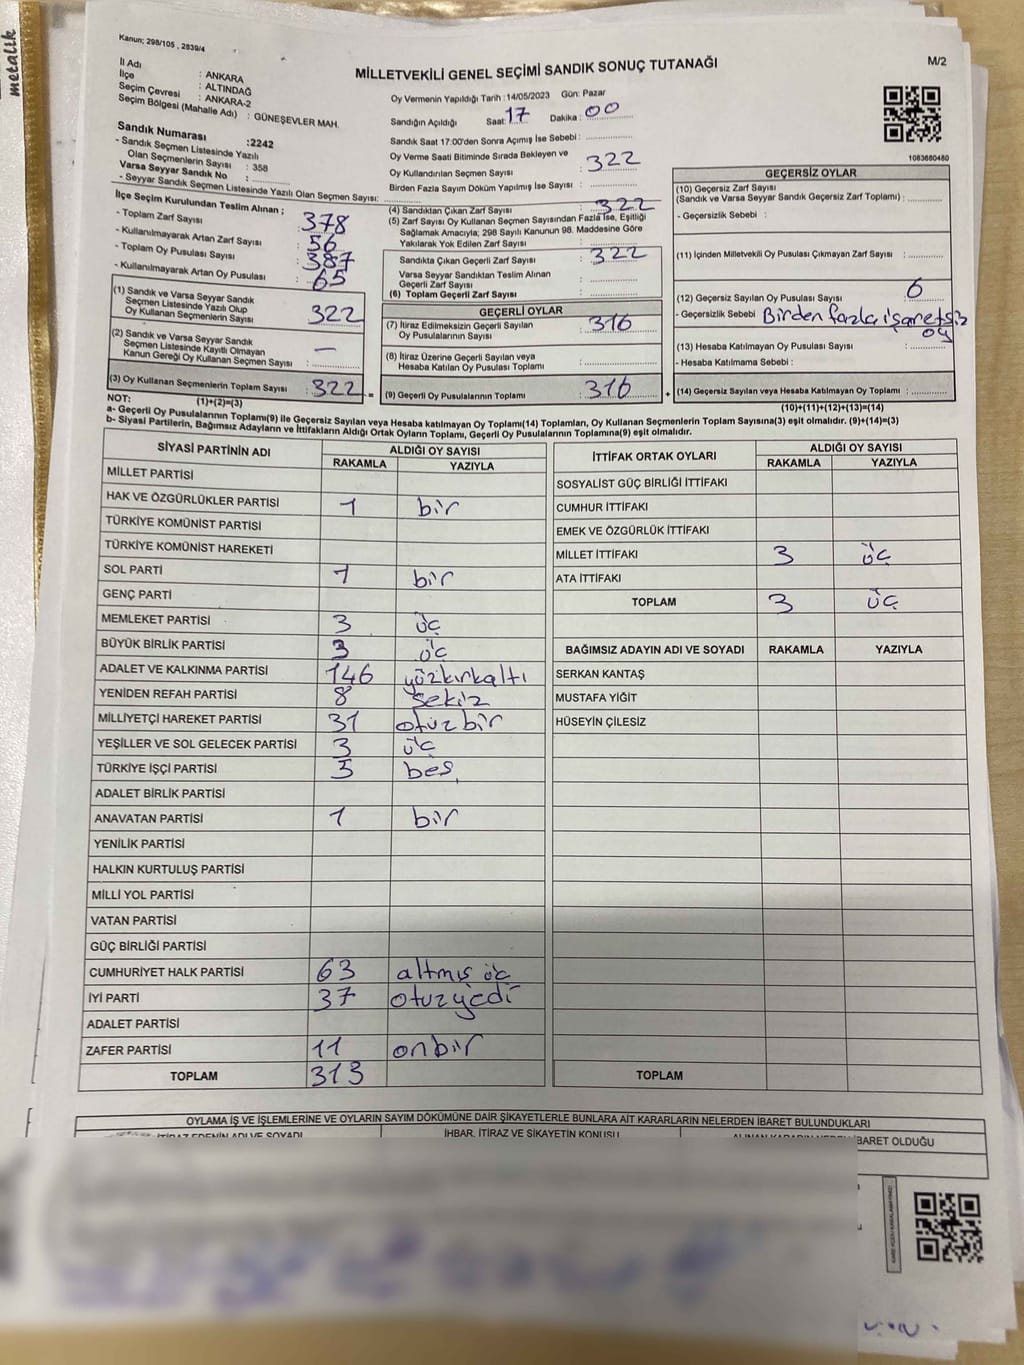 metalik
Kanun; 298/105 , 2839/4
MİLLETVEKİLİ GENEL SEÇİMİ SANDIK SONUÇ TUTANAĞI
M/2
İl Adı : ANKARA
İlçe : ALTINDAĞ
Seçim Çevresi : ANKARA-2
Seçim Bölgesi (Mahalle Adı) : GÜNEŞEVLER MAH.
Sandık Numarası :2242
- Sandık Seçmen Listesinde Yazılı
Olan Seçmenlerin Sayısı : 358
Varsa Seyyar Sandık No :
- Seyyar Sandık Seçmen Listesinde Yazılı Olan Seçmen Sayısı:
Oy Vermenin Yapıldığı Tarih :14/05/2023 Gün: Pazar
Sandığın Açıldığı Saat: 17 Dakika : 00
Sandık Saat 17:00'den Sonra Açımış İse Sebebi :
Oy Verme Saati Bitiminde Sırada Bekleyen ve
Oy Kullandırılan Seçmen Sayısı : 322
Birden Fazla Sayım Döküm Yapılmış İse Sayısı :
1083680480
İlçe Seçim Kurulundan Teslim Alınan ;
- Toplam Zarf Sayısı : 378
- Kullanılmayarak Artan Zarf Sayısı : 56
- Toplam Oy Pusulası Sayısı : 387
- Kullanılmayarak Artan Oy Pusulası : 65
(1) Sandık ve Varsa Seyyar Sandık
Seçmen Listesinde Yazılı Olup
Oy Kullanan Seçmenlerin Sayısı : 322
(2) Sandık ve Varsa Seyyar Sandık
Seçmen Listesinde Kayıtlı Olmayan
Kanun Gereği Oy Kullanan Seçmen Sayısı : —
(3) Oy Kullanan Seçmenlerin Toplam Sayısı : 322 =
(4) Sandıktan Çıkan Zarf Sayısı : 322
(5) Zarf Sayısı Oy Kullanan Seçmen Sayısından Fazla İse, Eşitliği
Sağlamak Amacıyla; 298 Sayılı Kanunun 98. Maddesine Göre
Yakılarak Yok Edilen Zarf Sayısı :
Sandıkta Çıkan Geçerli Zarf Sayısı : 322
Varsa Seyyar Sandıktan Teslim Alınan
Geçerli Zarf Sayısı :
(6) Toplam Geçerli Zarf Sayısı :
GEÇERLİ OYLAR
(7) İtiraz Edilmeksizin Geçerli Sayılan
Oy Pusulalarının Sayısı : 316
(8) İtiraz Üzerine Geçerli Sayılan veya
Hesaba Katılan Oy Pusulası Toplamı :
(9) Geçerli Oy Pusulalarının Toplamı : 316 +
GEÇERSİZ OYLAR
(10) Geçersiz Zarf Sayısı
(Sandık ve Varsa Seyyar Sandık Geçersiz Zarf Toplamı) :
- Geçersizlik Sebebi :
(11) İçinden Milletvekili Oy Pusulası Çıkmayan Zarf Sayısı :
(12) Geçersiz Sayılan Oy Pusulası Sayısı : 6
- Geçersizlik Sebebi Birden fazla işaretsiz
oy
(13) Hesaba Katılmayan Oy Pusulası Sayısı :
- Hesaba Katılmama Sebebi :
(14) Geçersiz Sayılan veya Hesaba Katılmayan Oy Toplamı :
NOT: (1)+(2)=(3)
(10)+(11)+(12)+(13)=(14)
a- Geçerli Oy Pusulalarının Toplamı(9) ile Geçersiz Sayılan veya Hesaba katılmayan Oy Toplamı(14) Toplamları, Oy Kullanan Seçmenlerin Toplam Sayısına(3) eşit olmalıdır. (9)+(14)=(3)
b- Siyasi Partilerin, Bağımsız Adayların ve İttifakların Aldığı Ortak Oyların Toplamı, Geçerli Oy Pusulalarının Toplamına(9) eşit olmalıdır.
SİYASİ PARTİNİN ADI ALDIĞI OY SAYISI
RAKAMLA YAZIYLA
MİLLET PARTİSİ
HAK VE ÖZGÜRLÜKLER PARTİSİ 1 bir
TÜRKİYE KOMÜNİST PARTİSİ
TÜRKİYE KOMÜNİST HAREKETİ
SOL PARTİ 1 bir
GENÇ PARTİ
MEMLEKET PARTİSİ 3 üç
BÜYÜK BİRLİK PARTİSİ 3 üç
ADALET VE KALKINMA PARTİSİ 146 yüzkırkaltı
YENİDEN REFAH PARTİSİ 8 sekiz
MİLLİYETÇİ HAREKET PARTİSİ 31 otuzbir
YEŞİLLER VE SOL GELECEK PARTİSİ 3 üç
TÜRKİYE İŞÇİ PARTİSİ 5 beş
ADALET BİRLİK PARTİSİ
ANAVATAN PARTİSİ 1 bir
YENİLİK PARTİSİ
HALKIN KURTULUŞ PARTİSİ
MİLLİ YOL PARTİSİ
VATAN PARTİSİ
GÜÇ BİRLİĞİ PARTİSİ
CUMHURİYET HALK PARTİSİ 63 altmış üç
İYİ PARTİ 37 otuzyedi
ADALET PARTİSİ
ZAFER PARTİSİ 11 onbir
TOPLAM 313
İTTİFAK ORTAK OYLARI ALDIĞI OY SAYISI
RAKAMLA YAZIYLA
SOSYALİST GÜÇ BİRLİĞİ İTTİFAKI
CUMHUR İTTİFAKI
EMEK VE ÖZGÜRLÜK İTTİFAKI
MİLLET İTTİFAKI 3 üç
ATA İTTİFAKI
TOPLAM 3 üç
BAĞIMSIZ ADAYIN ADI VE SOYADI RAKAMLA YAZIYLA
SERKAN KANTAŞ
MUSTAFA YİĞİT
HÜSEYİN ÇİLESİZ
TOPLAM
OYLAMA İŞ VE İŞLEMLERİNE VE OYLARIN SAYIM DÖKÜMÜNE DAİR ŞİKAYETLERLE BUNLARA AİT KARARLARIN NELERDEN İBARET BULUNDUKLARI
İTİRAZ EDENİN ADI VE SOYADI İHBAR, İTİRAZ VE ŞİKAYETİN KONUSU ALINAN KARARIN NEDEN İBARET OLDUĞU